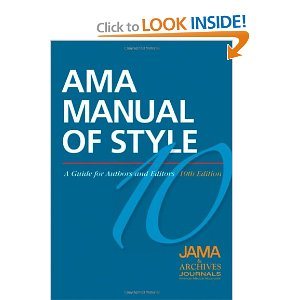 Click to LOOK INSIDE!
AMA
MANUAL
OF STYLE
A Guide for Authors and Editors 10th Edition
10
JAMA
&
ARCHIVES
JOURNALS